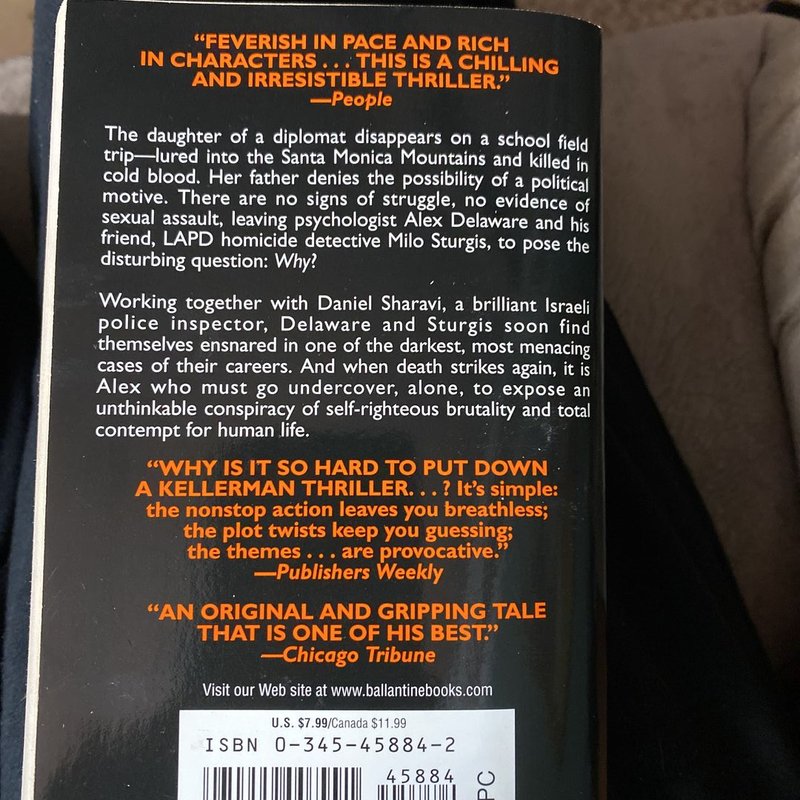 “FEVERISH IN PACE AND RICH
IN CHARACTERS . . . THIS IS A CHILLING
AND IRRESISTIBLE THRILLER.”
—People
The daughter of a diplomat disappears on a school field
trip—lured into the Santa Monica Mountains and killed in
cold blood. Her father denies the possibility of a political
motive. There are no signs of struggle, no evidence of
sexual assault, leaving psychologist Alex Delaware and his
friend, LAPD homicide detective Milo Sturgis, to pose the
disturbing question: Why?
Working together with Daniel Sharavi, a brilliant Israeli
police inspector, Delaware and Sturgis soon find
themselves ensnared in one of the darkest, most menacing
cases of their careers. And when death strikes again, it is
Alex who must go undercover, alone, to expose an
unthinkable conspiracy of self-righteous brutality and total
contempt for human life.
“WHY IS IT SO HARD TO PUT DOWN
A KELLERMAN THRILLER. . . ? It’s simple:
the nonstop action leaves you breathless;
the plot twists keep you guessing;
the themes . . . are provocative.”
—Publishers Weekly
“AN ORIGINAL AND GRIPPING TALE
THAT IS ONE OF HIS BEST.”
—Chicago Tribune
Visit our Web site at www.ballantinebooks.com
U.S. $7.99/Canada $11.99
ISBN 0-345-45884-2
45884
PC